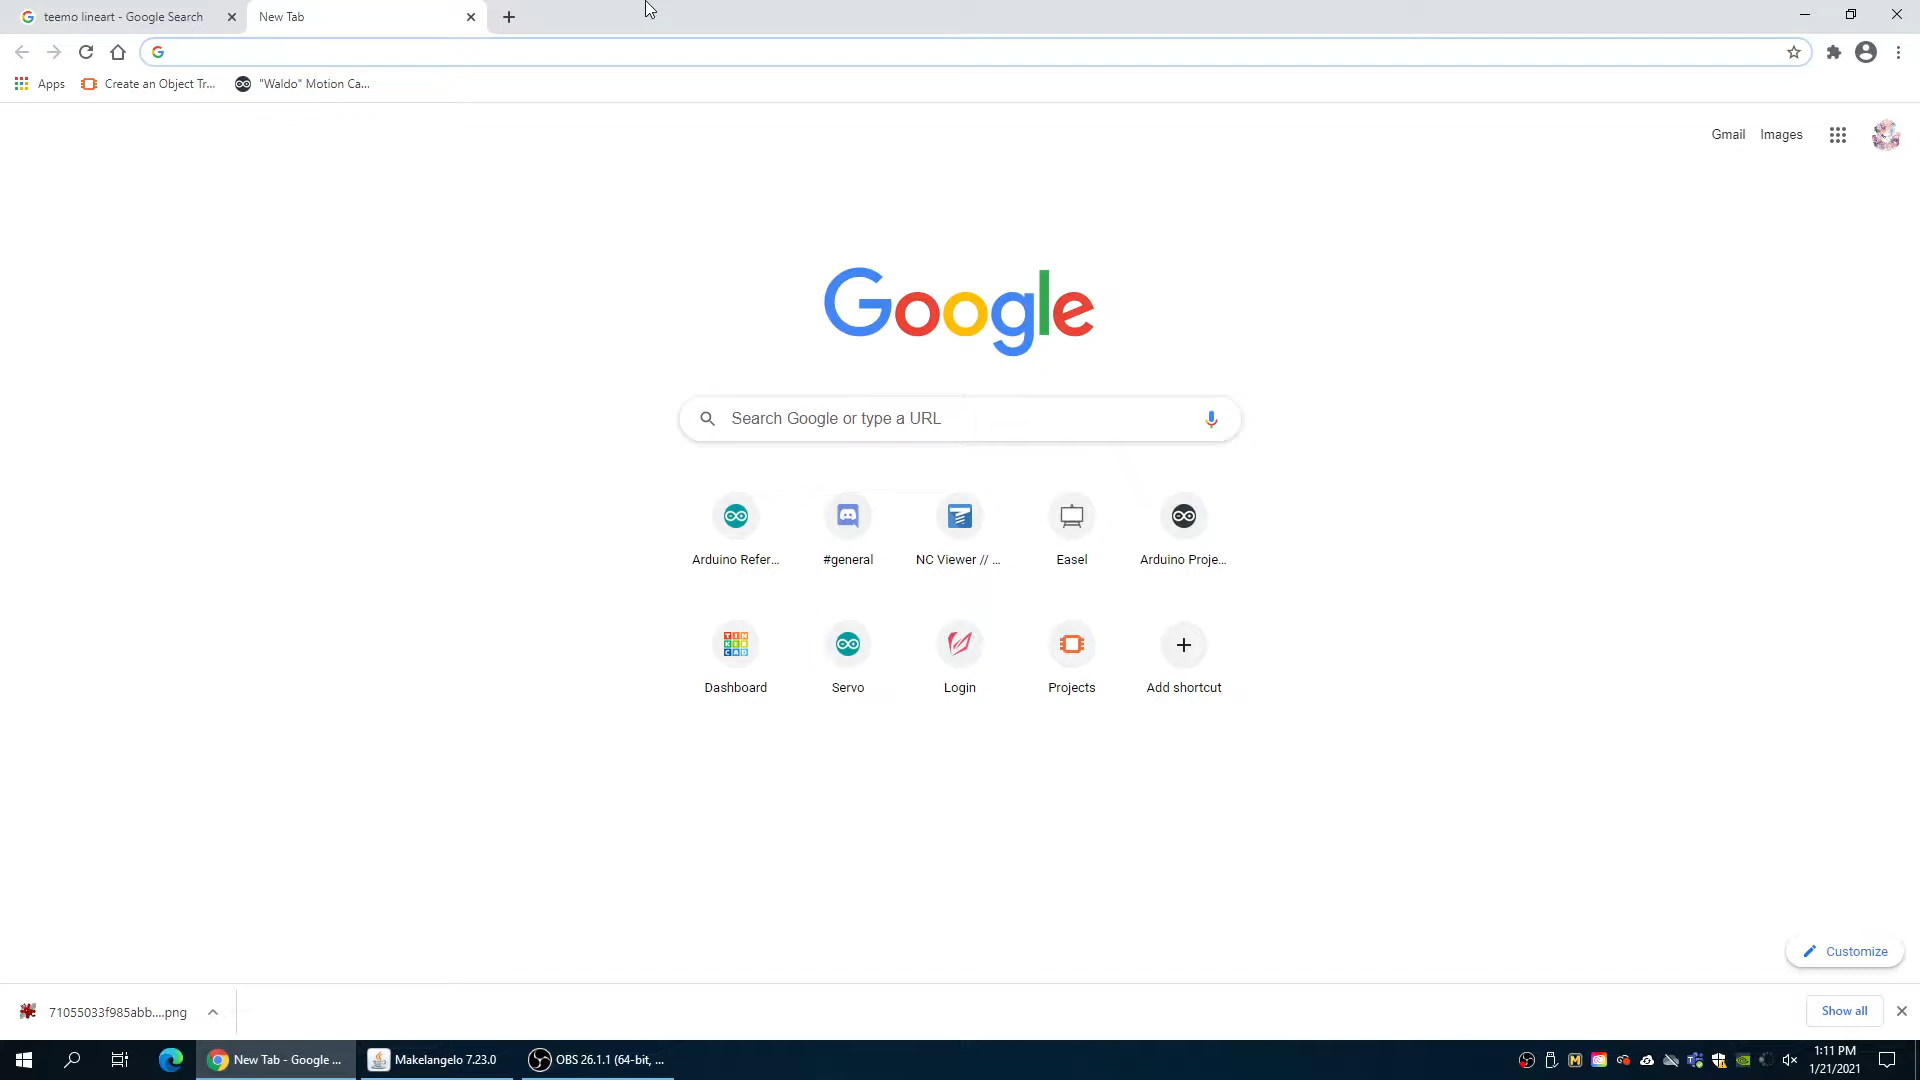 teemo lineart - Google Search
New Tab
Apps
Create an Object Tr...
"Waldo" Motion Ca...
Gmail
Images
Google
Search Google or type a URL
Arduino Refer...
#general
NC Viewer // ...
Easel
Arduino Proje...
TIN
KER
CAD
Dashboard
Servo
Login
Projects
Add shortcut
Customize
71055033f985abb....png
Show all
New Tab - Google ...
Makelangelo 7.23.0
OBS 26.1.1 (64-bit, ...
1:11 PM
1/21/2021